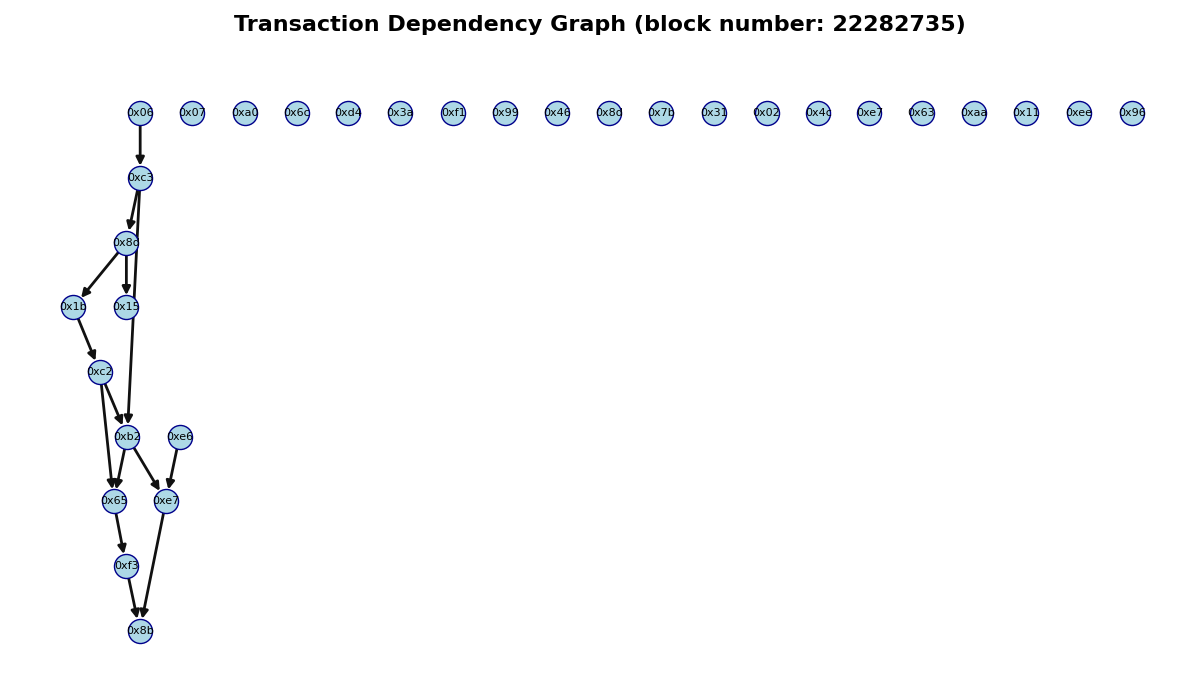 Transaction Dependency Graph (block number: 22282735)
0x06 0x07 0xa0 0x6c 0xd4 0x3a 0xf1 0x99 0x46 0x8d 0x7b 0x31 0x02 0x4c 0xe7 0x63 0xaa 0x11 0xee 0x96
0xc3
0x8d
0x1b 0x15
0xc2
0xb2 0xe6
0x65 0xe7
0xf3
0x8b